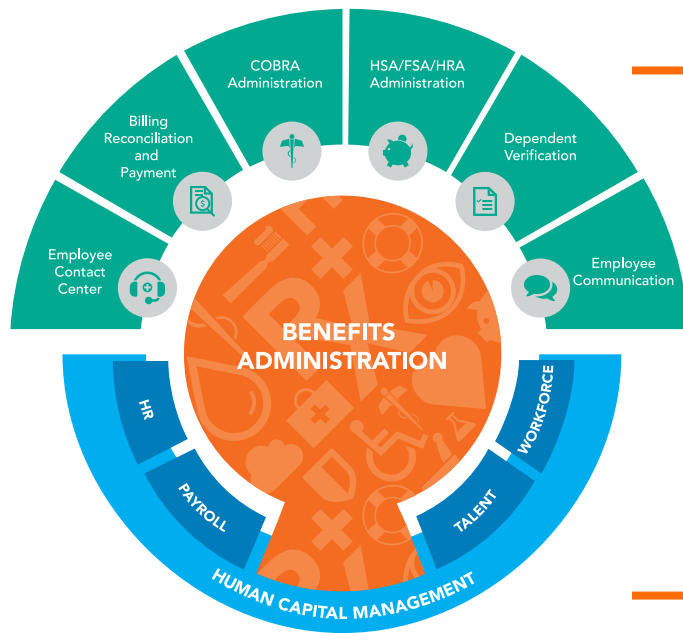 COBRA
Administration
HSA/FSA/HRA
Administration
Billing
Reconciliation
and
Payment
Dependent
Verification
Employee
Contact
Center
Employee
Communication
BENEFITS
ADMINISTRATION
HR
PAYROLL
TALENT
WORKFORCE
HUMAN CAPITAL MANAGEMENT